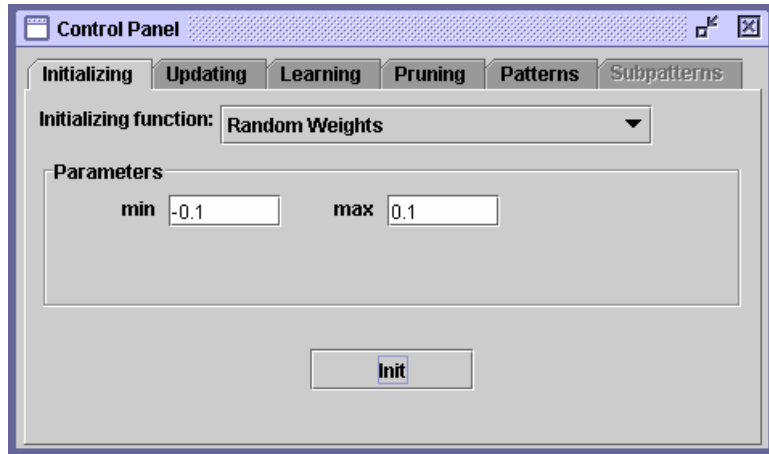 Control Panel
Initializing Updating Learning Pruning Patterns Subpatterns
Initializing function: Random Weights
Parameters
min -0.1 max 0.1
Init